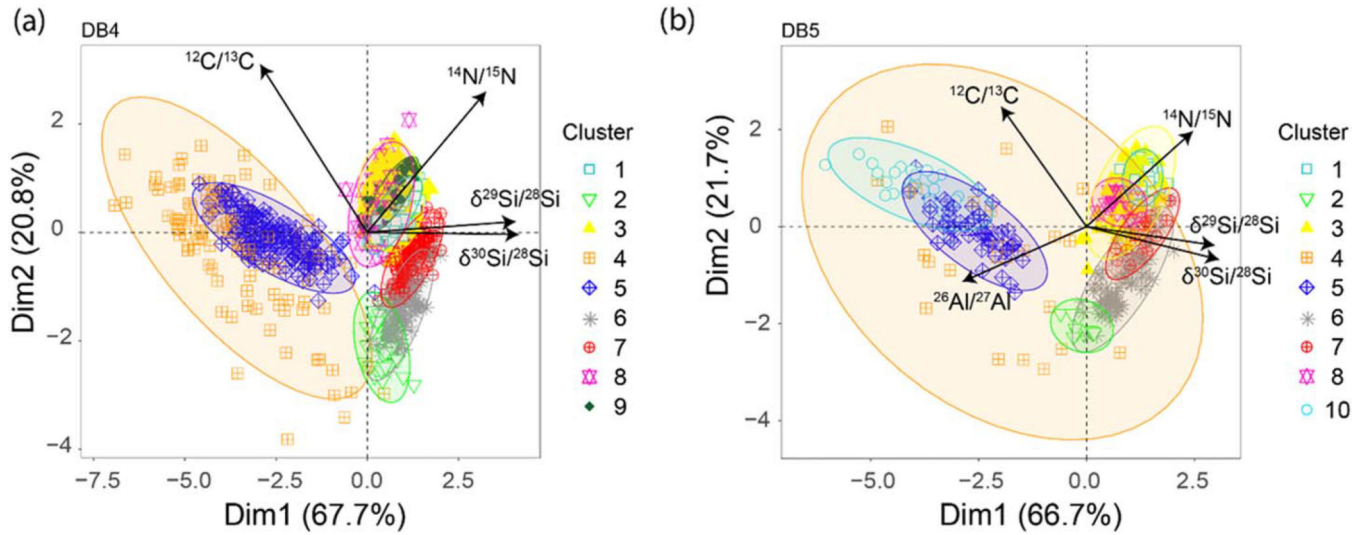 (a)
DB4
¹²C/¹³C
¹⁴N/¹⁵N
δ²⁹Si/²⁸Si
δ³⁰Si/²⁸Si
2
0
−2
−4
Dim2 (20.8%)
−7.5 −5.0 −2.5 0.0 2.5
Dim1 (67.7%)
Cluster
1
2
3
4
5
6
7
8
9
(b)
DB5
¹²C/¹³C
¹⁴N/¹⁵N
δ²⁹Si/²⁸Si
δ³⁰Si/²⁸Si
²⁶Al/²⁷Al
2
0
−2
−4
Dim2 (21.7%)
−5.0 −2.5 0.0 2.5
Dim1 (66.7%)
Cluster
1
2
3
4
5
6
7
8
10